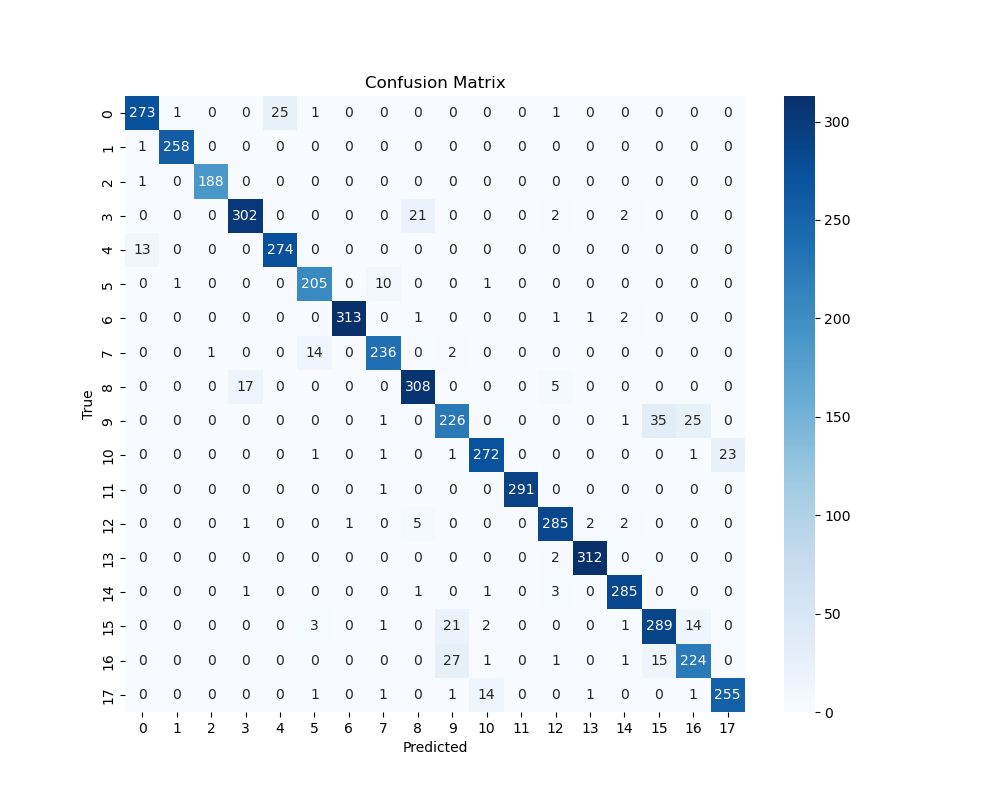 Confusion Matrix
0 273 1 0 0 25 1 0 0 0 0 0 0 1 0 0 0 0 0
1 1 258 0 0 0 0 0 0 0 0 0 0 0 0 0 0 0 0
2 1 0 188 0 0 0 0 0 0 0 0 0 0 0 0 0 0 0
3 0 0 0 302 0 0 0 0 21 0 0 0 2 0 2 0 0 0
4 13 0 0 0 274 0 0 0 0 0 0 0 0 0 0 0 0 0
5 0 1 0 0 0 205 0 10 0 0 1 0 0 0 0 0 0 0
6 0 0 0 0 0 0 313 0 1 0 0 0 1 1 2 0 0 0
7 0 0 1 0 0 14 0 236 0 2 0 0 0 0 0 0 0 0
8 0 0 0 17 0 0 0 0 308 0 0 0 5 0 0 0 0 0
9 0 0 0 0 0 0 0 1 0 226 0 0 0 0 1 35 25 0
10 0 0 0 0 0 1 0 1 0 1 272 0 0 0 0 0 1 23
11 0 0 0 0 0 0 0 1 0 0 0 291 0 0 0 0 0 0
12 0 0 0 1 0 0 1 0 5 0 0 0 285 2 2 0 0 0
13 0 0 0 0 0 0 0 0 0 0 0 0 2 312 0 0 0 0
14 0 0 0 1 0 0 0 0 1 0 1 0 3 0 285 0 0 0
15 0 0 0 0 0 3 0 1 0 21 2 0 0 0 1 289 14 0
16 0 0 0 0 0 0 0 0 0 27 1 0 1 0 1 15 224 0
17 0 0 0 0 0 1 0 1 0 1 14 0 0 1 0 0 1 255
0 1 2 3 4 5 6 7 8 9 10 11 12 13 14 15 16 17
Predicted
True
300
250
200
150
100
50
0